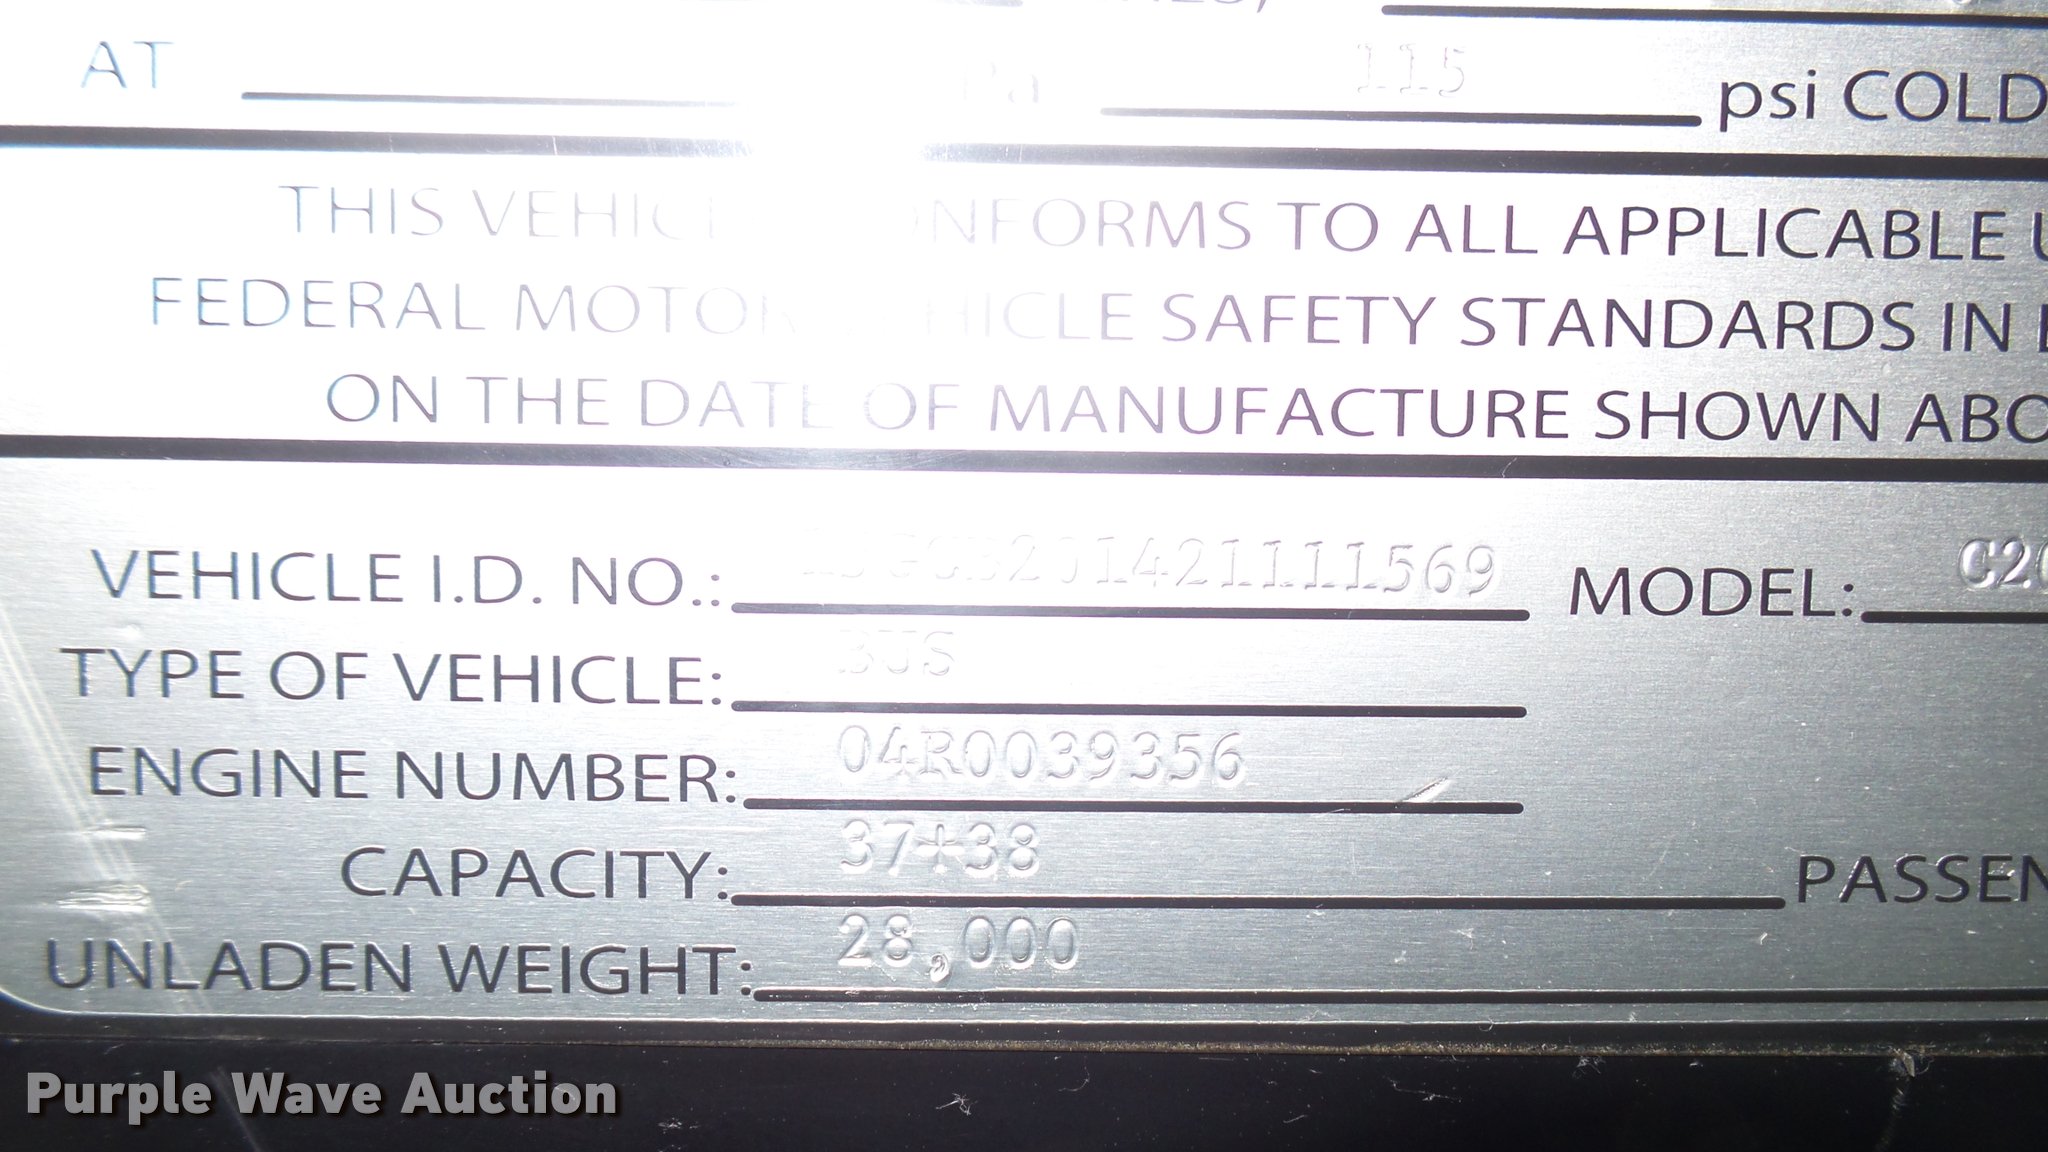 AT 115 psi COLD
THIS CONFORMS TO ALL APPLICABLE
FEDERAL MOTOR VEHICLE SAFETY STANDARDS IN
ON THE DATE OF MANUFACTURE SHOWN ABO
VEHICLE I.D. NO.: MODEL: C20
TYPE OF VEHICLE: BUS
ENGINE NUMBER: 04R0039356
CAPACITY: 37+38 PASSEN
UNLADEN WEIGHT: 28,000
Purple Wave Auction